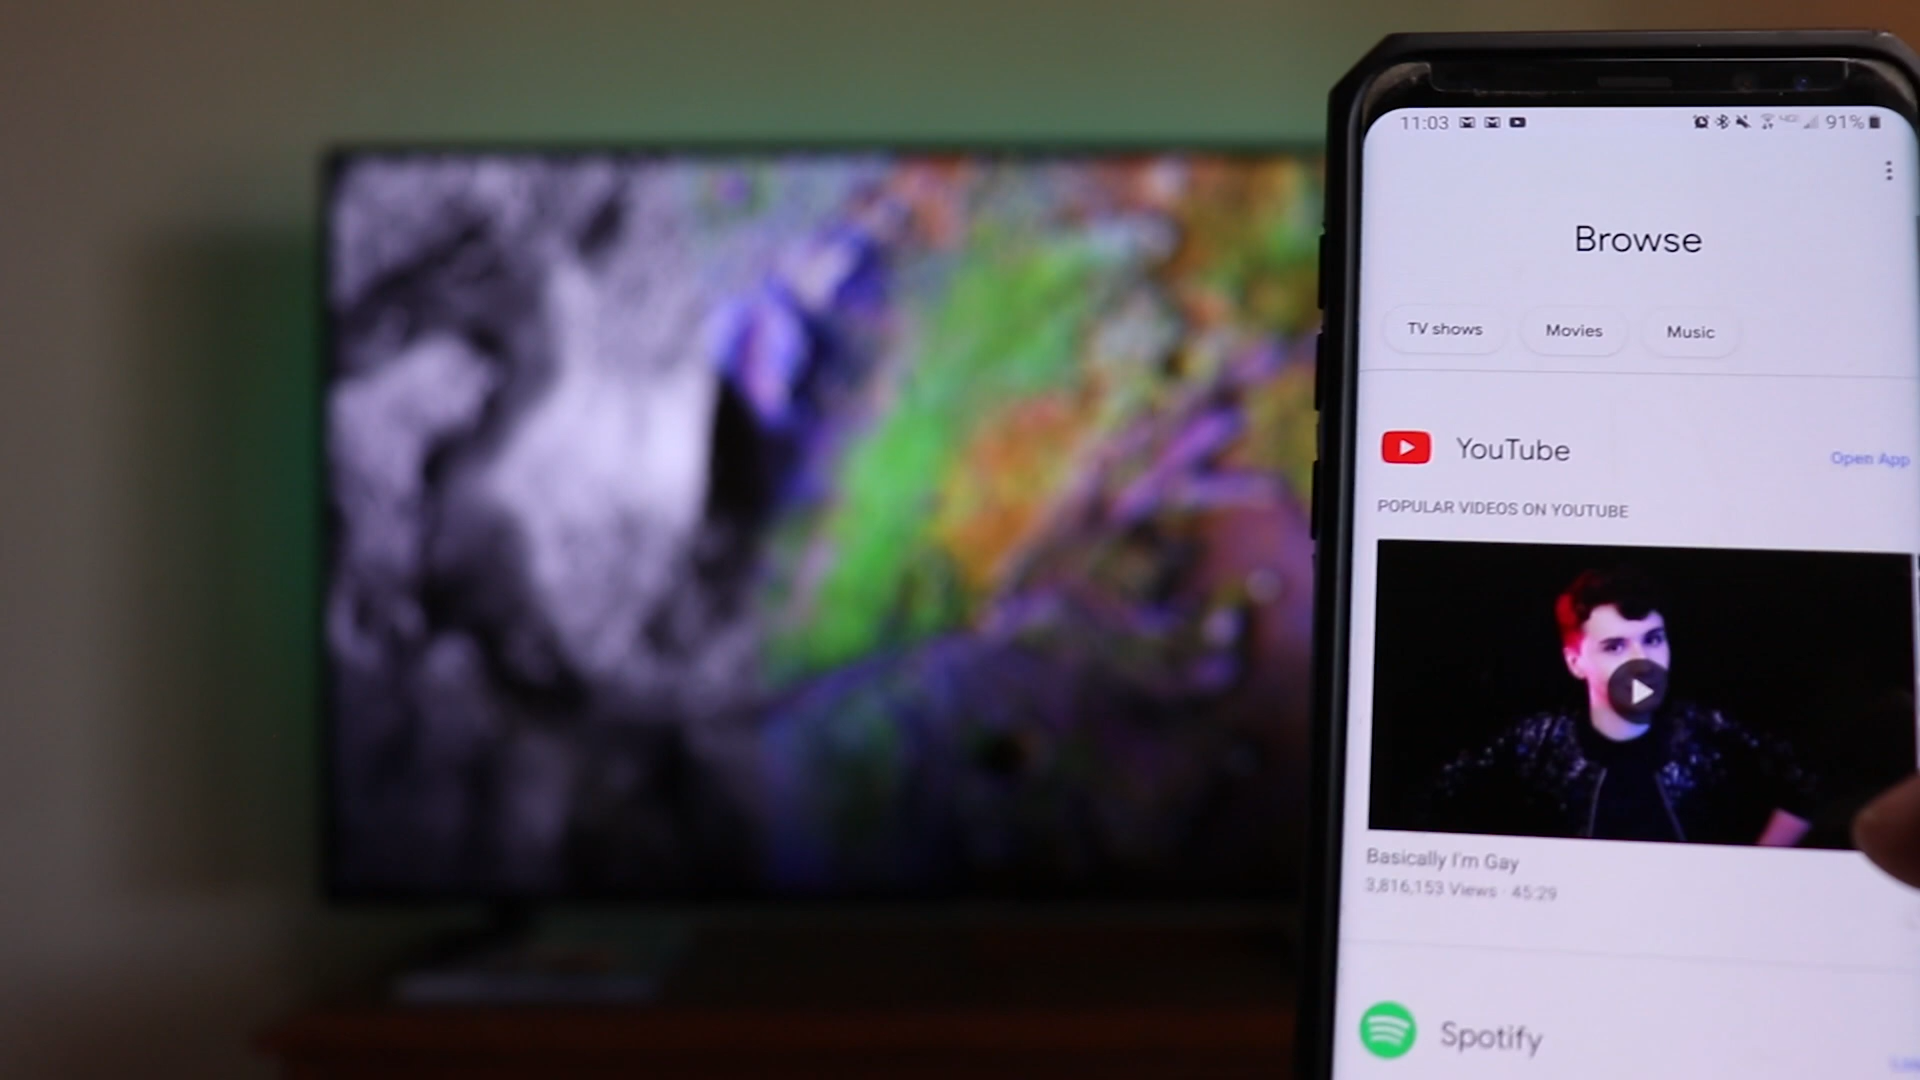 11:03 91%
Browse
TV shows Movies Music
YouTube Open App
POPULAR VIDEOS ON YOUTUBE
Basically I'm Gay
3,816,153 Views · 45:29
Spotify